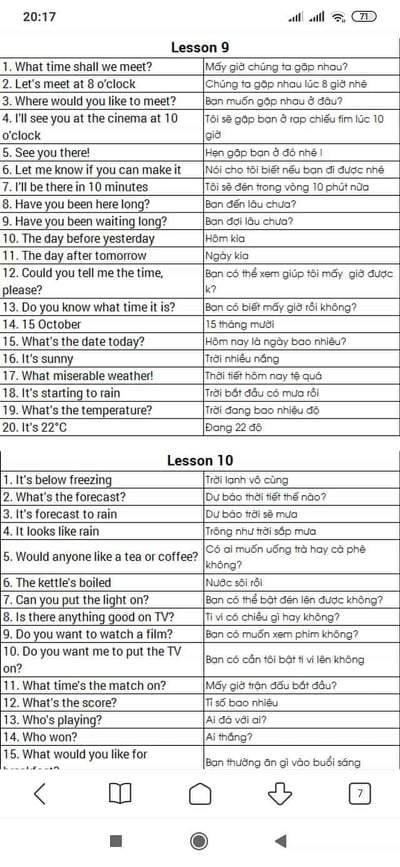 20:17
71
Lesson 9
1. What time shall we meet? Mấy giờ chúng ta gặp nhau?
2. Let's meet at 8 o'clock Chúng ta gặp nhau lúc 8 giờ nhé
3. Where would you like to meet? Bạn muốn gặp nhau ở đâu?
4. I'll see you at the cinema at 10 Tôi sẽ gặp bạn ở rạp chiếu fim lúc 10
o'clock giờ
5. See you there! Hẹn gặp bạn ở đó nhé !
6. Let me know if you can make it Nói cho tôi biết nếu bạn đi được nhé
7. I'll be there in 10 minutes Tôi sẽ đến trong vòng 10 phút nữa
8. Have you been here long? Bạn đến lâu chưa?
9. Have you been waiting long? Bạn đợi lâu chưa?
10. The day before yesterday Hôm kia
11. The day after tomorrow Ngày kia
12. Could you tell me the time, Bạn có thể xem giúp tôi mấy giờ được
please? k?
13. Do you know what time it is? Bạn có biết mấy giờ rồi không?
14. 15 October 15 tháng mười
15. What's the date today? Hôm nay là ngày bao nhiêu?
16. It's sunny Trời nhiều nắng
17. What miserable weather! Thời tiết hôm nay tệ quá
18. It's starting to rain Trời bắt đầu có mưa rồi
19. What's the temperature? Trời đang bao nhiêu độ
20. It's 22°C Đang 22 độ
Lesson 10
1. It's below freezing Trời lạnh vô cùng
2. What's the forecast? Dự báo thời tiết thế nào?
3. It's forecast to rain Dự báo trời sẽ mưa
4. It looks like rain Trông như trời sắp mưa
5. Would anyone like a tea or coffee? Có ai muốn uống trà hay cà phê
không?
6. The kettle's boiled Nước sôi rồi
7. Can you put the light on? Bạn có thể bật đèn lên được không?
8. Is there anything good on TV? Ti vi có chiếu gì hay không?
9. Do you want to watch a film? Bạn có muốn xem phim không?
10. Do you want me to put the TV Bạn có cần tôi bật ti vi lên không
on?
11. What time's the match on? Mấy giờ trận đấu bắt đầu?
12. What's the score? Tỉ số bao nhiêu
13. Who's playing? Ai đá với ai?
14. Who won? Ai thắng?
15. What would you like for Bạn thường ăn gì vào buổi sáng
7